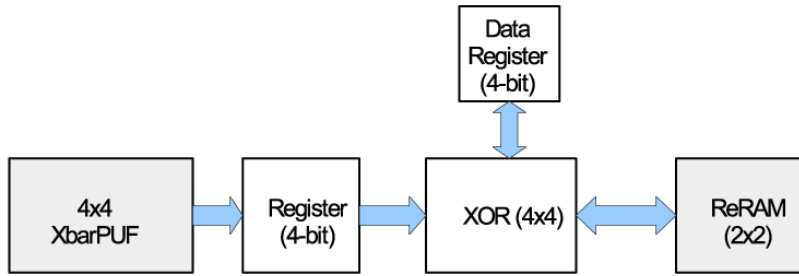 Data
Register
(4-bit)
4x4
XbarPUF
Register
(4-bit)
XOR (4x4)
ReRAM
(2x2)